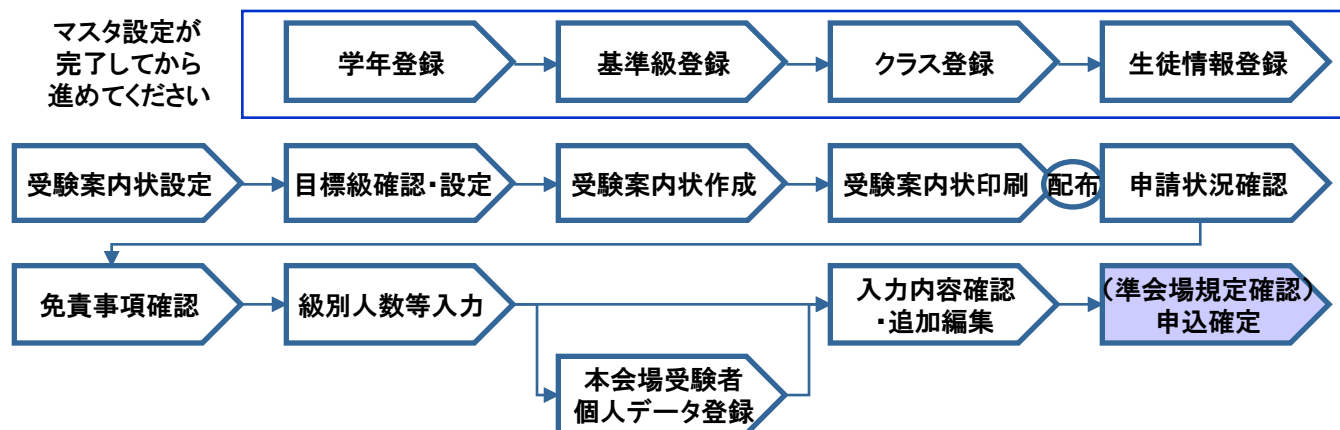 マスタ設定が
完了してから
進めてください
学年登録
基準級登録
クラス登録
生徒情報登録
受験案内状設定
目標級確認・設定
受験案内状作成
受験案内状印刷
配布
申請状況確認
免責事項確認
級別人数等入力
入力内容確認
・追加編集
（準会場規定確認）
申込確定
本会場受験者
個人データ登録